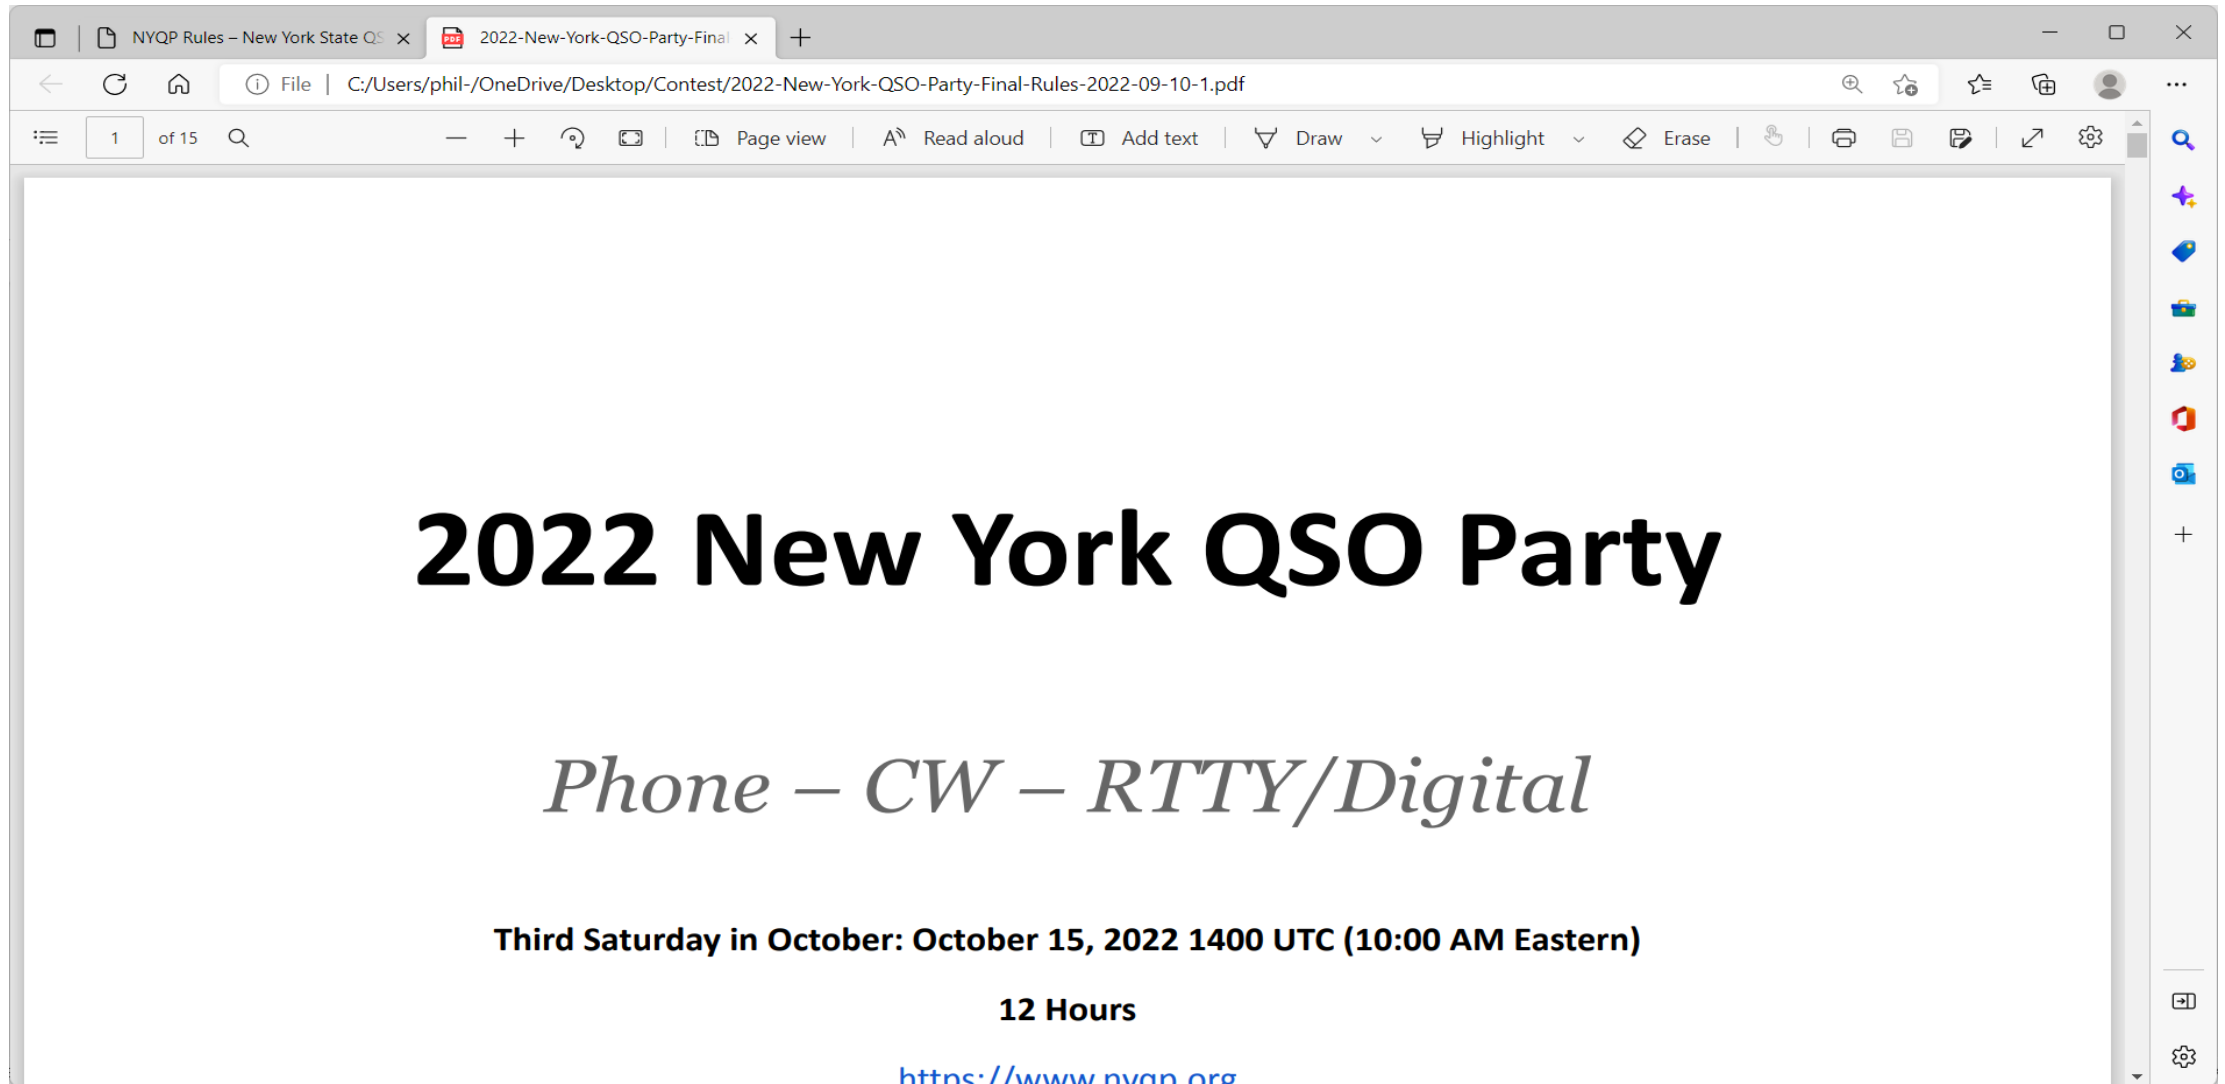 NYQP Rules – New York State QS
2022-New-York-QSO-Party-Final
File | C:/Users/phil-/OneDrive/Desktop/Contest/2022-New-York-QSO-Party-Final-Rules-2022-09-10-1.pdf
1 of 15 Page view Read aloud Add text Draw Highlight Erase
2022 New York QSO Party
Phone – CW – RTTY/Digital
Third Saturday in October: October 15, 2022 1400 UTC (10:00 AM Eastern)
12 Hours
https://www.nyqp.org